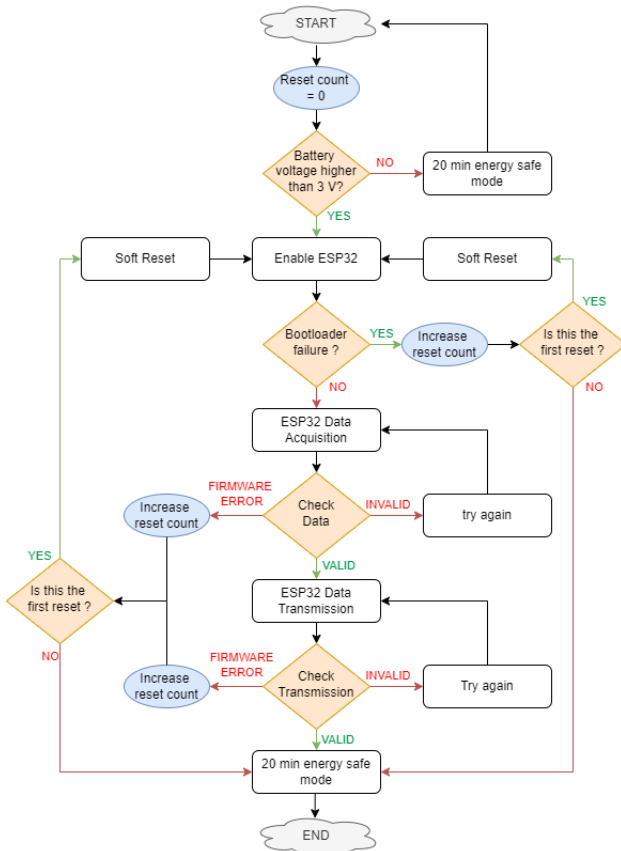 START
Reset count
= 0
Battery
voltage higher
than 3 V?
NO
20 min energy safe
mode
YES
Soft Reset
Enable ESP32
Soft Reset
YES
Bootloader
failure ?
YES
Increase
reset count
Is this the
first reset ?
NO
NO
ESP32 Data
Acquisition
FIRMWARE
ERROR
Increase
reset count
Check
Data
INVALID
try again
VALID
YES
Is this the
first reset ?
ESP32 Data
Transmission
NO
FIRMWARE
ERROR
Increase
reset count
Check
Transmission
INVALID
Try again
VALID
20 min energy safe
mode
END